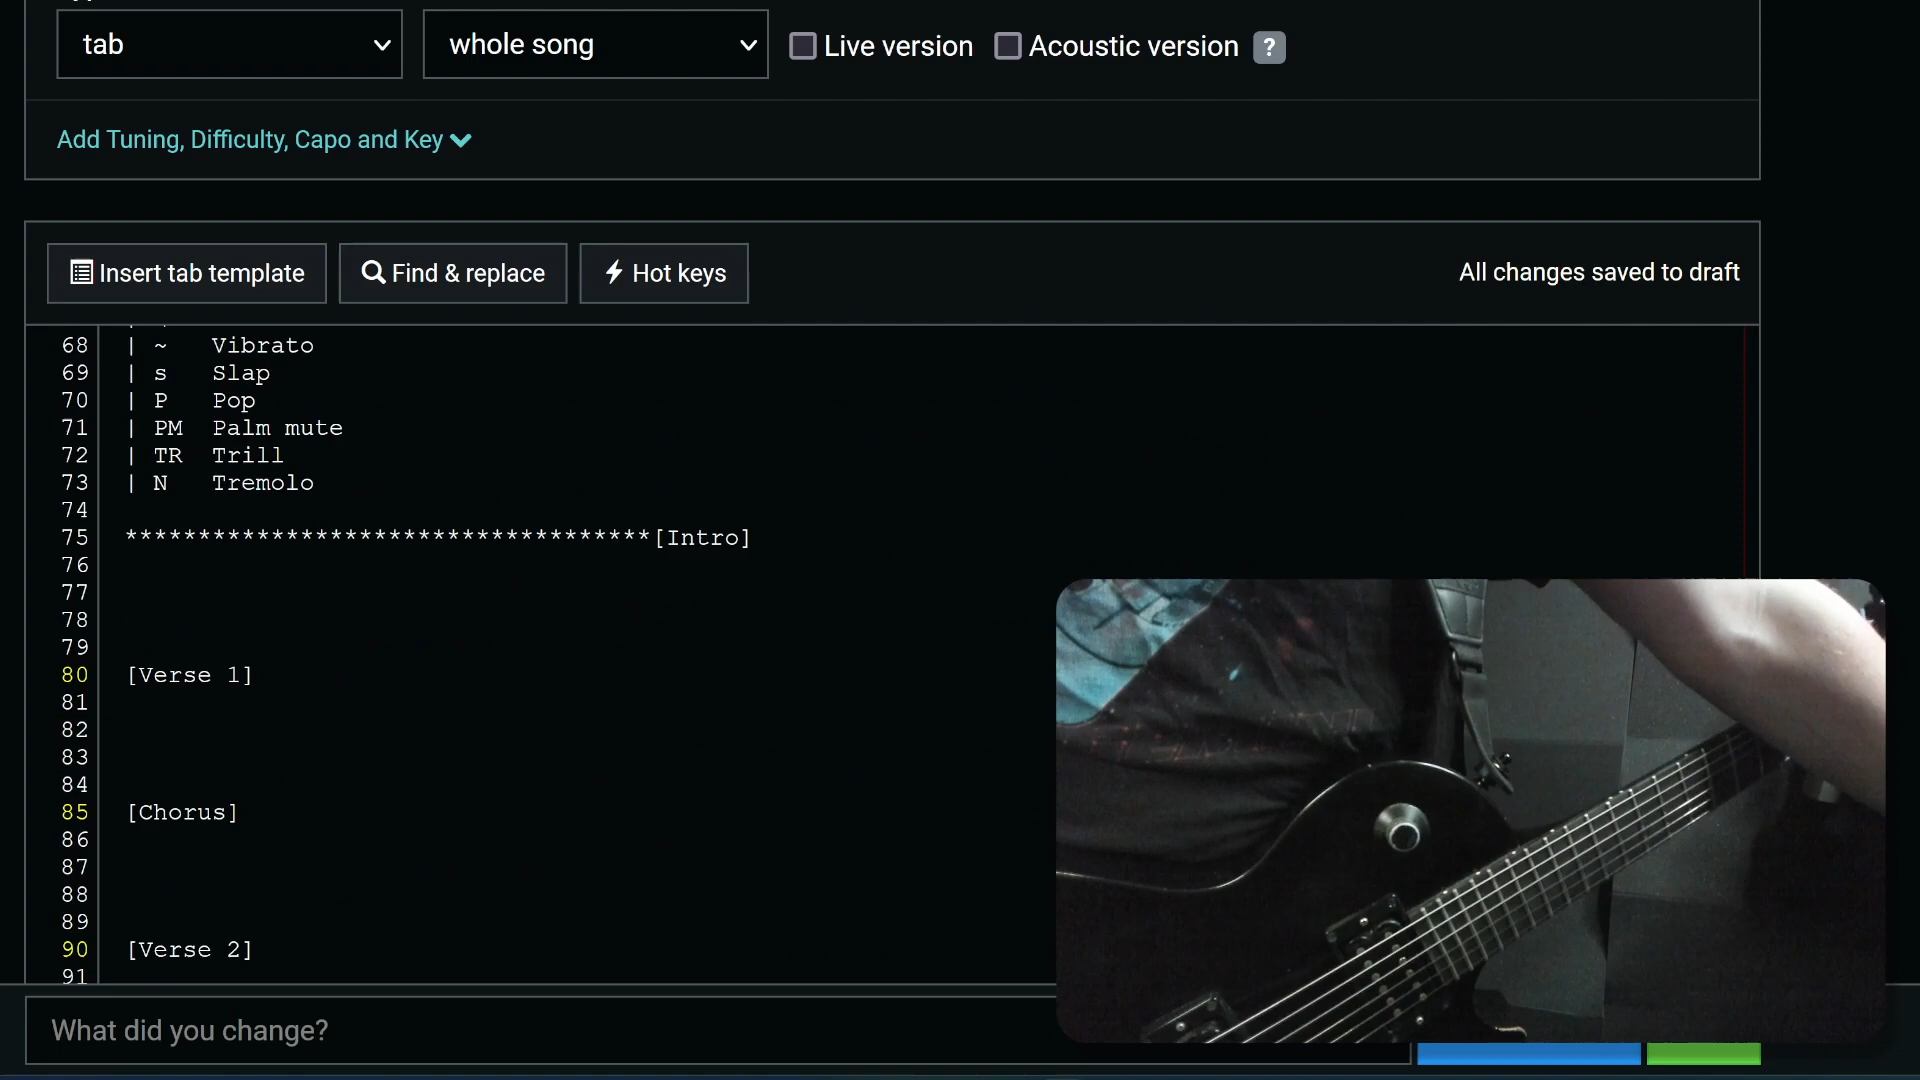 tab
whole song
Live version
Acoustic version
?
Add Tuning, Difficulty, Capo and Key
Insert tab template
Find & replace
Hot keys
All changes saved to draft
68 | ~ Vibrato
69 | s Slap
70 | P Pop
71 | PM Palm mute
72 | TR Trill
73 | N Tremolo
74
75 ************************************[Intro]
76
77
78
79
80 [Verse 1]
81
82
83
84
85 [Chorus]
86
87
88
89
90 [Verse 2]
91
What did you change?